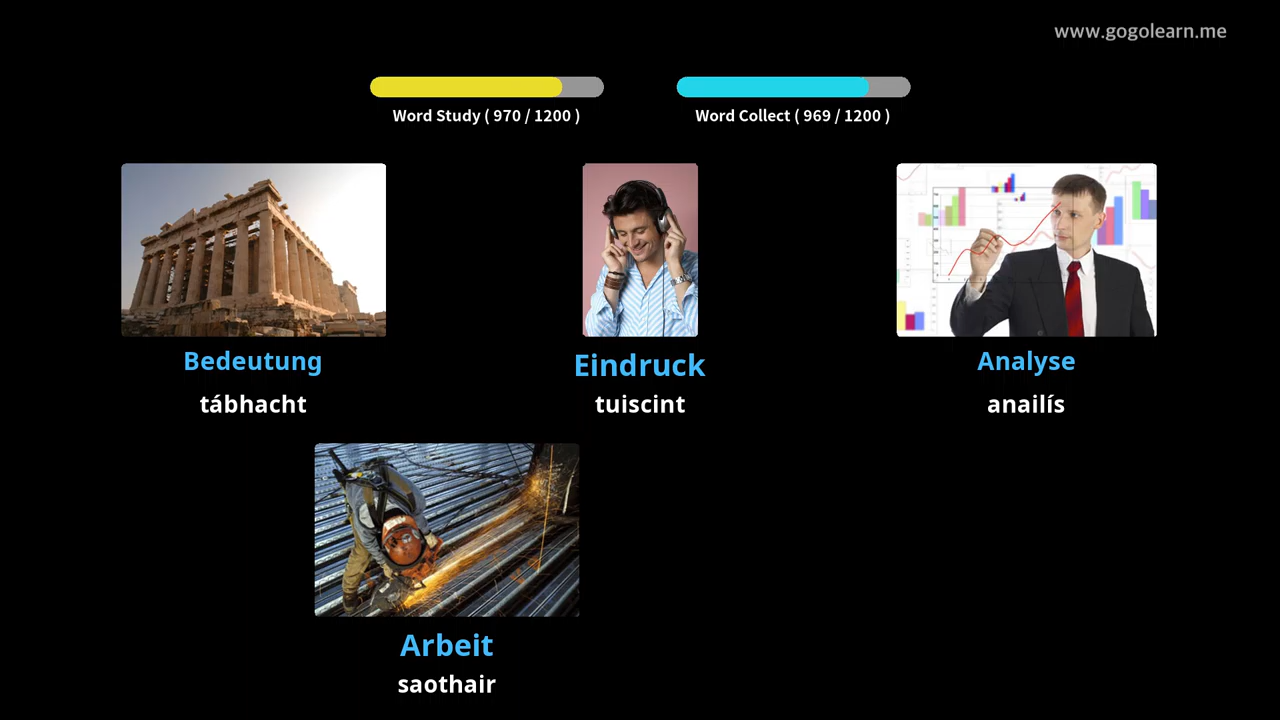 www.gogolearn.me
Word Study ( 970 / 1200 )
Word Collect ( 969 / 1200 )
Bedeutung
Eindruck
Analyse
tábhacht
tuiscint
anailís
Arbeit
saothair